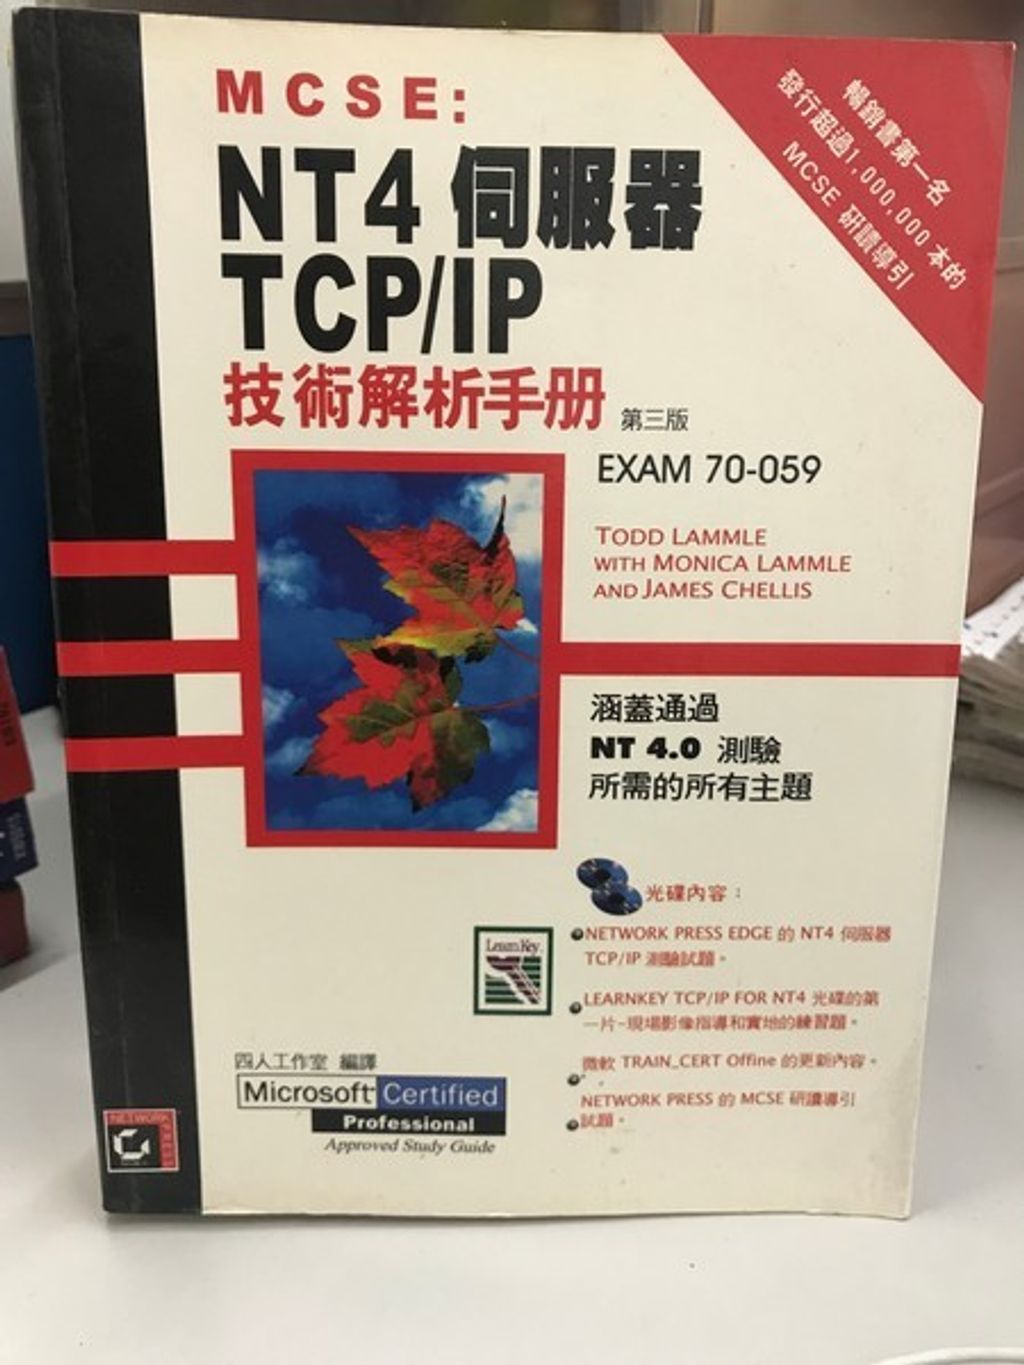 MCSE:
NT4 伺服器
TCP/IP
技術解析手册
第三版
暢銷書第一名
發行超過1,000,000 本的
MCSE 研讀導引
EXAM 70-059
TODD LAMMLE
WITH MONICA LAMMLE
AND JAMES CHELLIS
涵蓋通過
NT 4.0 測驗
所需的所有主題
光碟內容：
NETWORK PRESS EDGE 的 NT4 伺服器
TCP/IP 測驗試題。
LearnKey
LEARNKEY TCP/IP FOR NT4 光碟的第
一片-現場影像指導和實地的練習題。
微軟 TRAIN_CERT Offine 的更新內容。
NETWORK PRESS 的 MCSE 研讀導引
試題。
四人工作室 編譯
Microsoft Certified
Professional
Approved Study Guide
NETWORK PRESS